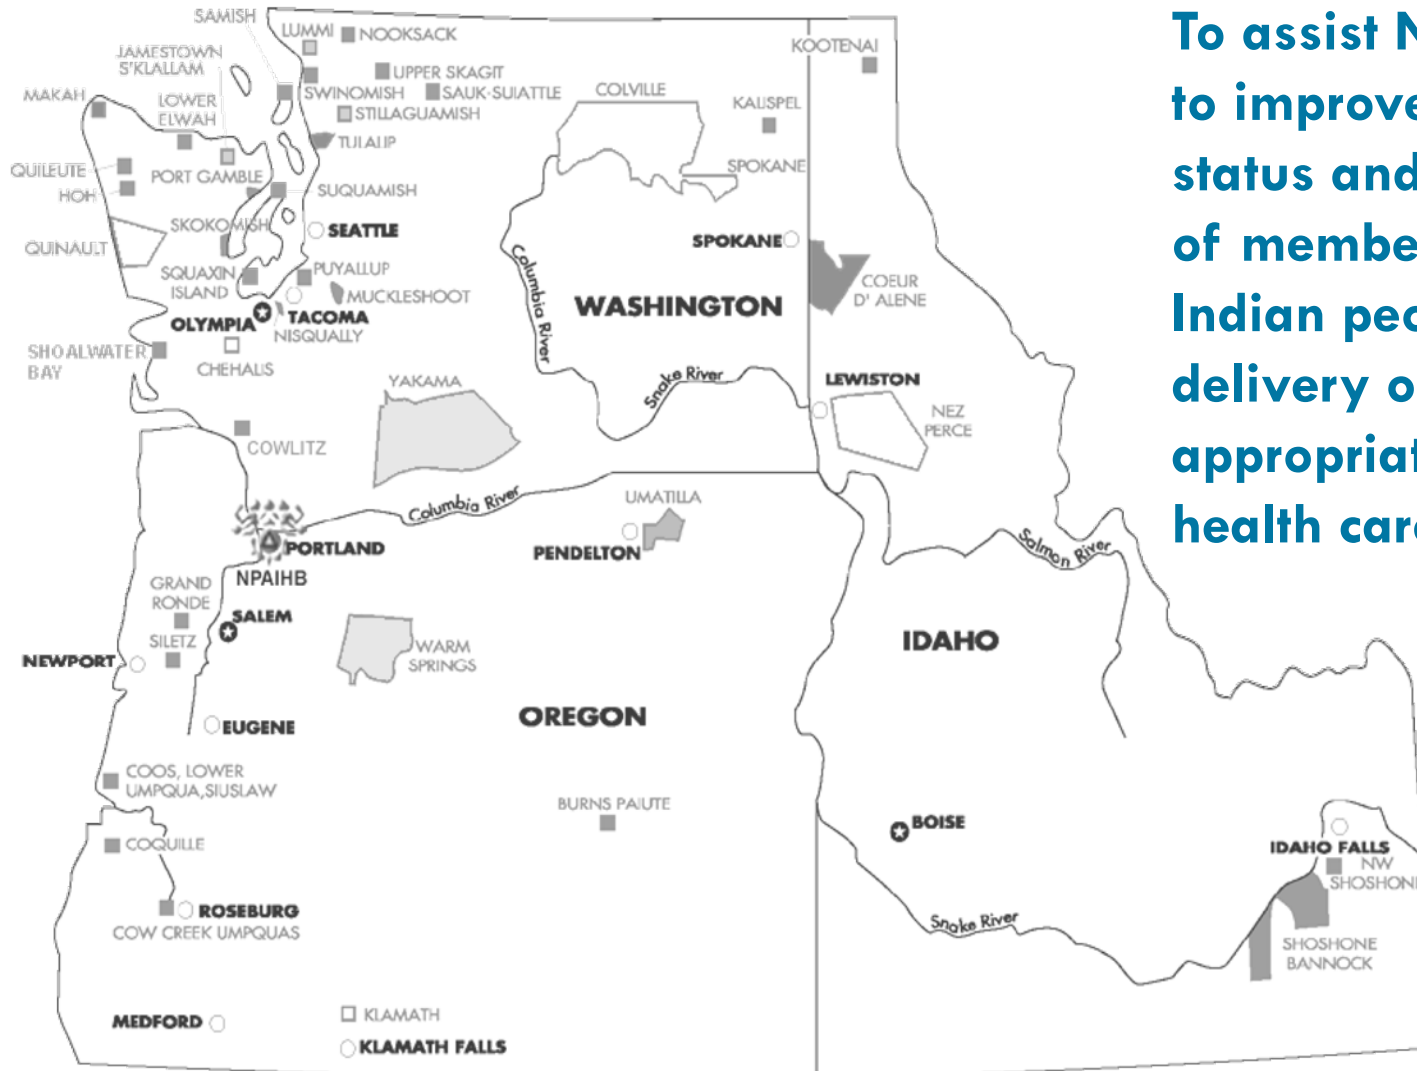 SAMISH
LUMMI
NOOKSACK
JAMESTOWN
S'KLALLAM
UPPER SKAGIT
SWINOMISH
SAUK-SUIATTLE
MAKAH
LOWER
ELWAH
STILLAGUAMISH
TULALIP
QUILEUTE
PORT GAMBLE
HOH
SUQUAMISH
SKOKOMISH
SEATTLE
QUINAULT
SQUAXIN
ISLAND
PUYALLUP
MUCKLESHOOT
OLYMPIA
TACOMA
NISQUALLY
SHOALWATER
BAY
CHEHALIS
YAKAMA
COWLITZ
COLVILLE
KOOTENAI
KALISPEL
SPOKANE
SPOKANE
COEUR
D' ALENE
WASHINGTON
Columbia River
Snake River
LEWISTON
NEZ
PERCE
Columbia River
UMATILLA
PENDELTON
PORTLAND
NPAIHB
GRAND
RONDE
SALEM
SILETZ
NEWPORT
WARM
SPRINGS
EUGENE
OREGON
COOS, LOWER
UMPQUA,SIUSLAW
BURNS PAIUTE
COQUILLE
ROSEBURG
COW CREEK UMPQUAS
MEDFORD
KLAMATH
KLAMATH FALLS
Salmon River
IDAHO
BOISE
IDAHO FALLS
NW
SHOSHONE
Snake River
SHOSHONE
BANNOCK
To assist N
to improve
status and
of membe
Indian peo
delivery o
appropriat
health car